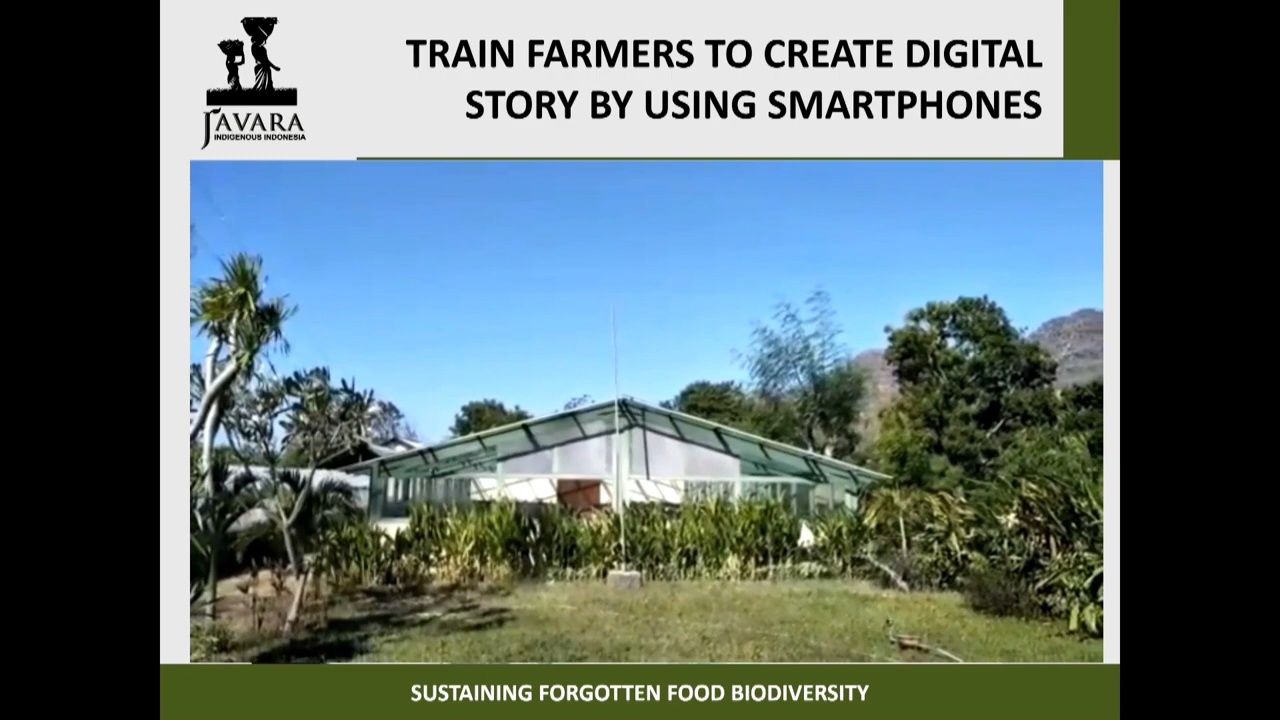 JAVARA
INDIGENOUS INDONESIA
TRAIN FARMERS TO CREATE DIGITAL
STORY BY USING SMARTPHONES
SUSTAINING FORGOTTEN FOOD BIODIVERSITY